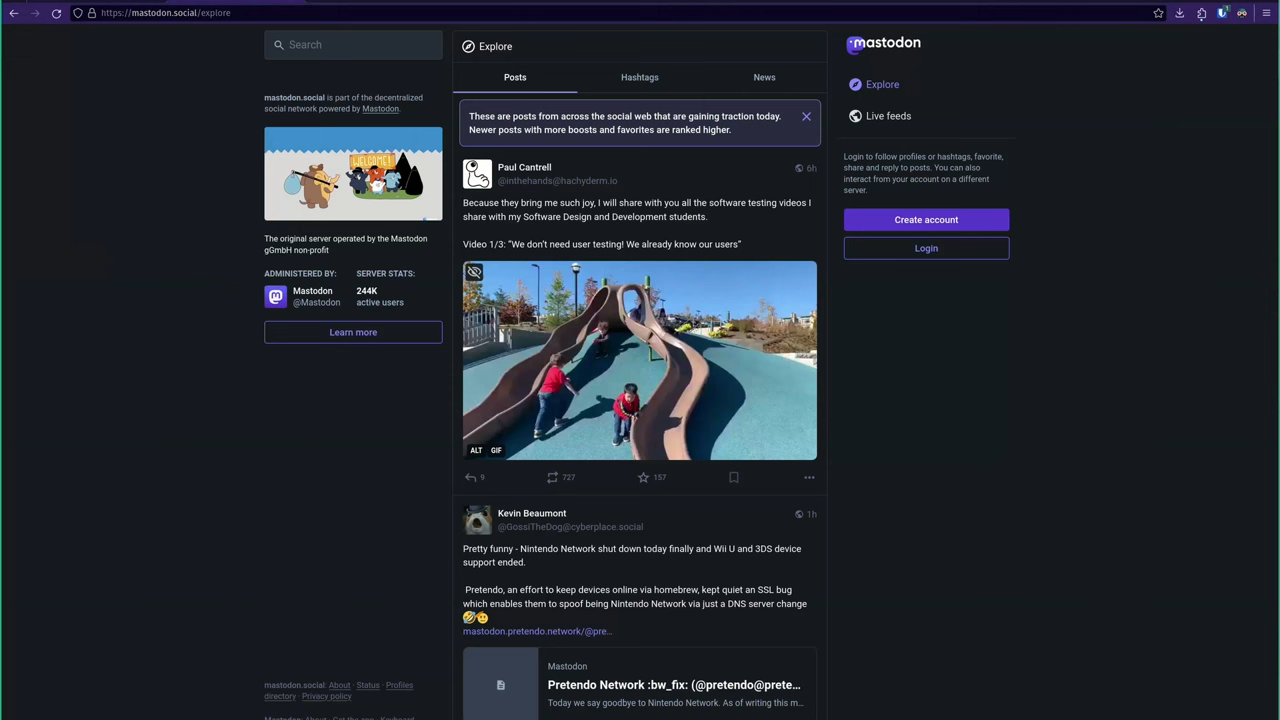 https://mastodon.social/explore
Search
mastodon.social is part of the decentralized
social network powered by Mastodon.
WELCOME!
The original server operated by the Mastodon
gGmbH non-profit
ADMINISTERED BY:
Mastodon
@Mastodon
SERVER STATS:
244K
active users
Learn more
mastodon.social: About · Status · Profiles
directory · Privacy policy
Explore
Posts
Hashtags
News
These are posts from across the social web that are gaining traction today.
Newer posts with more boosts and favorites are ranked higher.
Paul Cantrell
@inthehands@hachyderm.io
6h
Because they bring me such joy, I will share with you all the software testing videos I
share with my Software Design and Development students.
Video 1/3: “We don’t need user testing! We already know our users”
ALT GIF
9
727
157
Kevin Beaumont
@GossiTheDog@cyberplace.social
1h
Pretty funny - Nintendo Network shut down today finally and Wii U and 3DS device
support ended.
Pretendo, an effort to keep devices online via homebrew, kept quiet an SSL bug
which enables them to spoof being Nintendo Network via just a DNS server change
🤣🫡
mastodon.pretendo.network/@pre…
Mastodon
Pretendo Network :bw_fix: (@pretendo@prete…
Today we say goodbye to Nintendo Network. As of writing this m…
mastodon
Explore
Live feeds
Login to follow profiles or hashtags, favorite,
share and reply to posts. You can also
interact from your account on a different
server.
Create account
Login